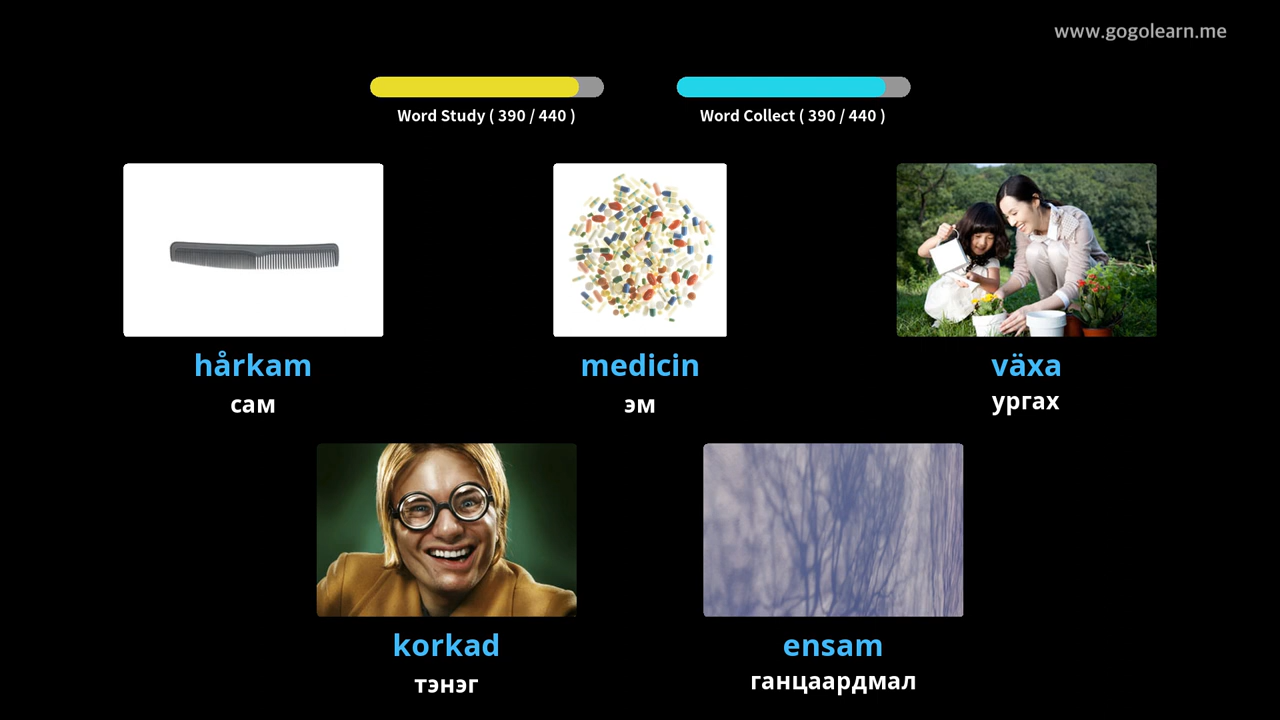 www.gogolearn.me
Word Study ( 390 / 440 )
Word Collect ( 390 / 440 )
hårkam
сам
medicin
эм
växa
ургах
korkad
тэнэг
ensam
ганцаардмал